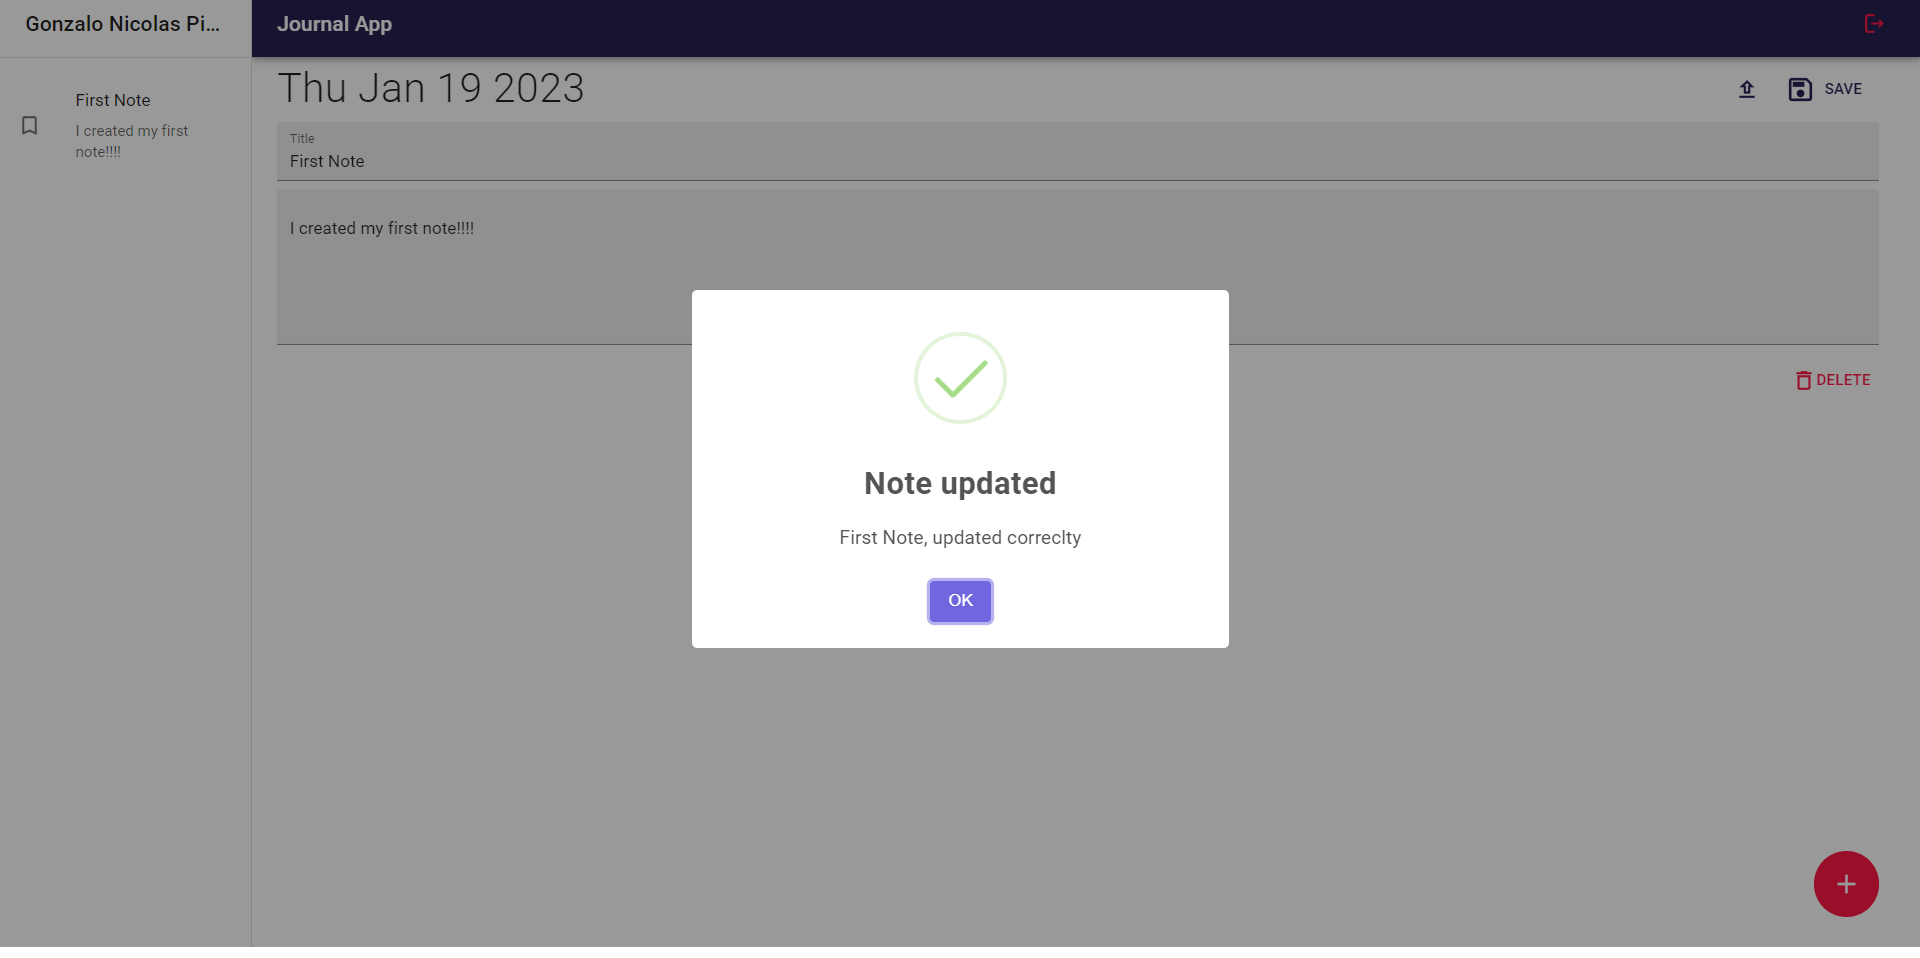 Gonzalo Nicolas Pi...
Journal App
First Note
I created my first
note!!!!
Thu Jan 19 2023
SAVE
Title
First Note
I created my first note!!!!
DELETE
Note updated
First Note, updated correclty
OK